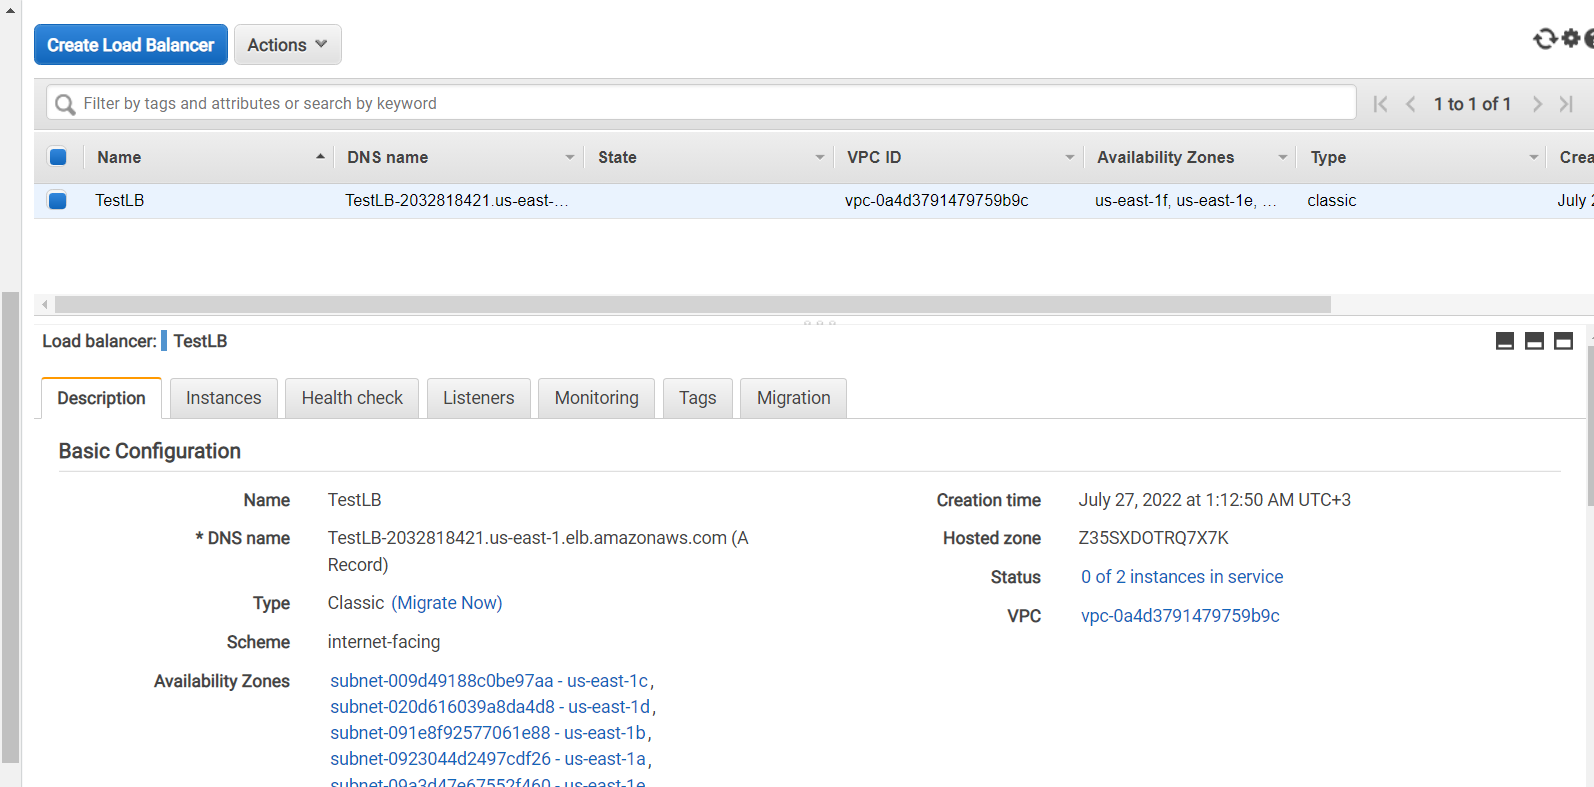 Create Load Balancer Actions
Filter by tags and attributes or search by keyword 1 to 1 of 1
Name DNS name State VPC ID Availability Zones Type Crea
TestLB TestLB-2032818421.us-east-... vpc-0a4d3791479759b9c us-east-1f, us-east-1e, ... classic July 2
Load balancer: TestLB
Description Instances Health check Listeners Monitoring Tags Migration
Basic Configuration
Name TestLB Creation time July 27, 2022 at 1:12:50 AM UTC+3
* DNS name TestLB-2032818421.us-east-1.elb.amazonaws.com (A Record) Hosted zone Z35SXDOTRQ7X7K
Type Classic (Migrate Now) Status 0 of 2 instances in service
Scheme internet-facing VPC vpc-0a4d3791479759b9c
Availability Zones subnet-009d49188c0be97aa - us-east-1c,
subnet-020d616039a8da4d8 - us-east-1d,
subnet-091e8f92577061e88 - us-east-1b,
subnet-0923044d2497cdf26 - us-east-1a,
subnet-09a3d47e67552f460 - us-east-1e